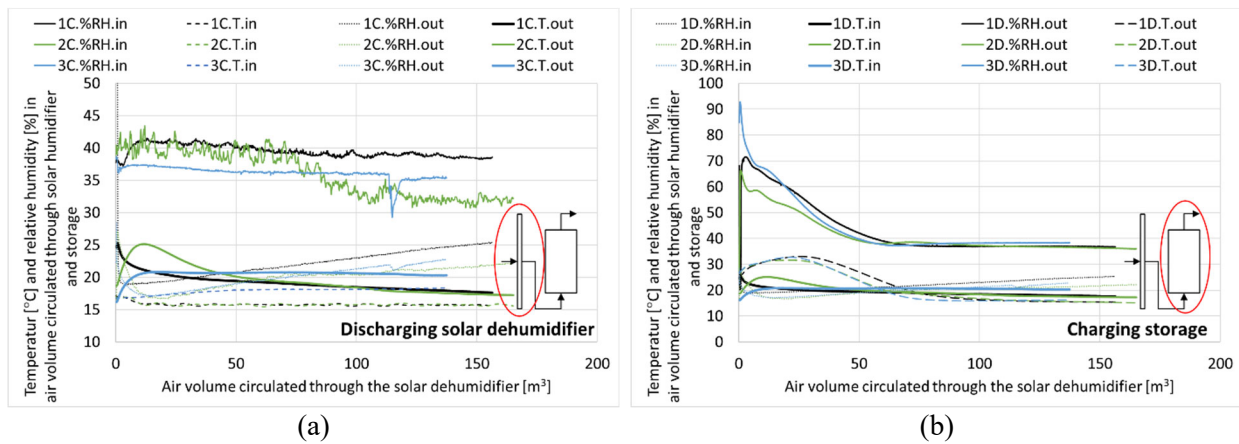 1C.%RH.in 1C.T.in 1C.%RH.out 1C.T.out
2C.%RH.in 2C.T.in 2C.%RH.out 2C.T.out
3C.%RH.in 3C.T.in 3C.%RH.out 3C.T.out
Temperatur [°C] and relative humidity [%] in
air volume circulated through solar humidifier
and storage
50
45
40
35
30
25
20
15
10
0 50 100 150 200
Discharging solar dehumidifier
Air volume circulated through the solar dehumidifier [m³]
(a)
1D.%RH.in 1D.T.in 1D.%RH.out 1D.T.out
2D.%RH.in 2D.T.in 2D.%RH.out 2D.T.out
3D.%RH.in 3D.T.in 3D.%RH.out 3D.T.out
Temperatur [°C] and relative humidity [%] in
air volume circulated through solar humidifier
and storage
100
90
80
70
60
50
40
30
20
10
0
0 50 100 150 200
Charging storage
Air volume circulated through the solar dehumidifier [m³]
(b)